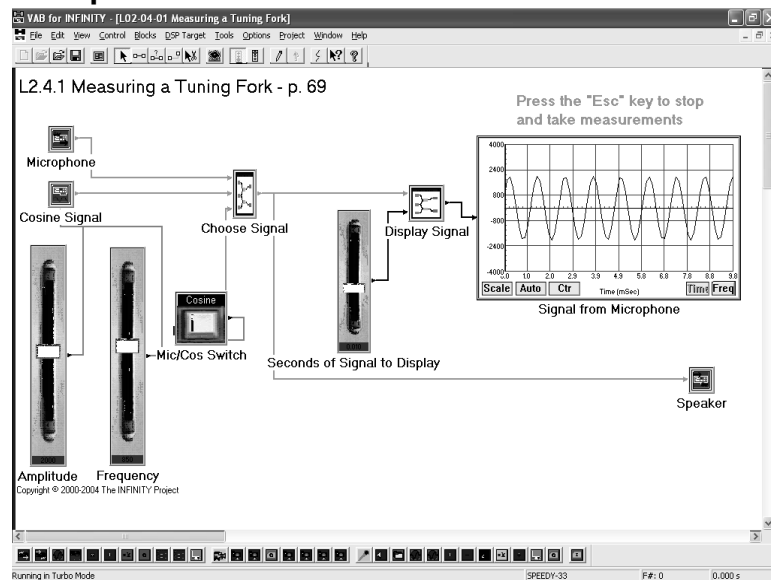 VAB for INFINITY - [L02-04-01 Measuring a Tuning Fork]
File Edit View Control Blocks DSP Target Tools Options Project Window Help
L2.4.1 Measuring a Tuning Fork - p. 69
Press the "Esc" key to stop
and take measurements
Microphone
Cosine Signal
Choose Signal
Display Signal
4000
2400
800
-800
-2400
-4000
0.0 1.0 2.0 2.9 3.9 4.9 5.9 6.8 7.8 8.8 9.8
Scale Auto Ctr Time (mSec) Time Freq
Signal from Microphone
Cosine
Mic/Cos Switch
Seconds of Signal to Display
Speaker
2000
Amplitude Frequency
Copyright © 2000-2004 The INFINITY Project
Running in Turbo Mode SPEEDY-33 F#: 0 0.000 s